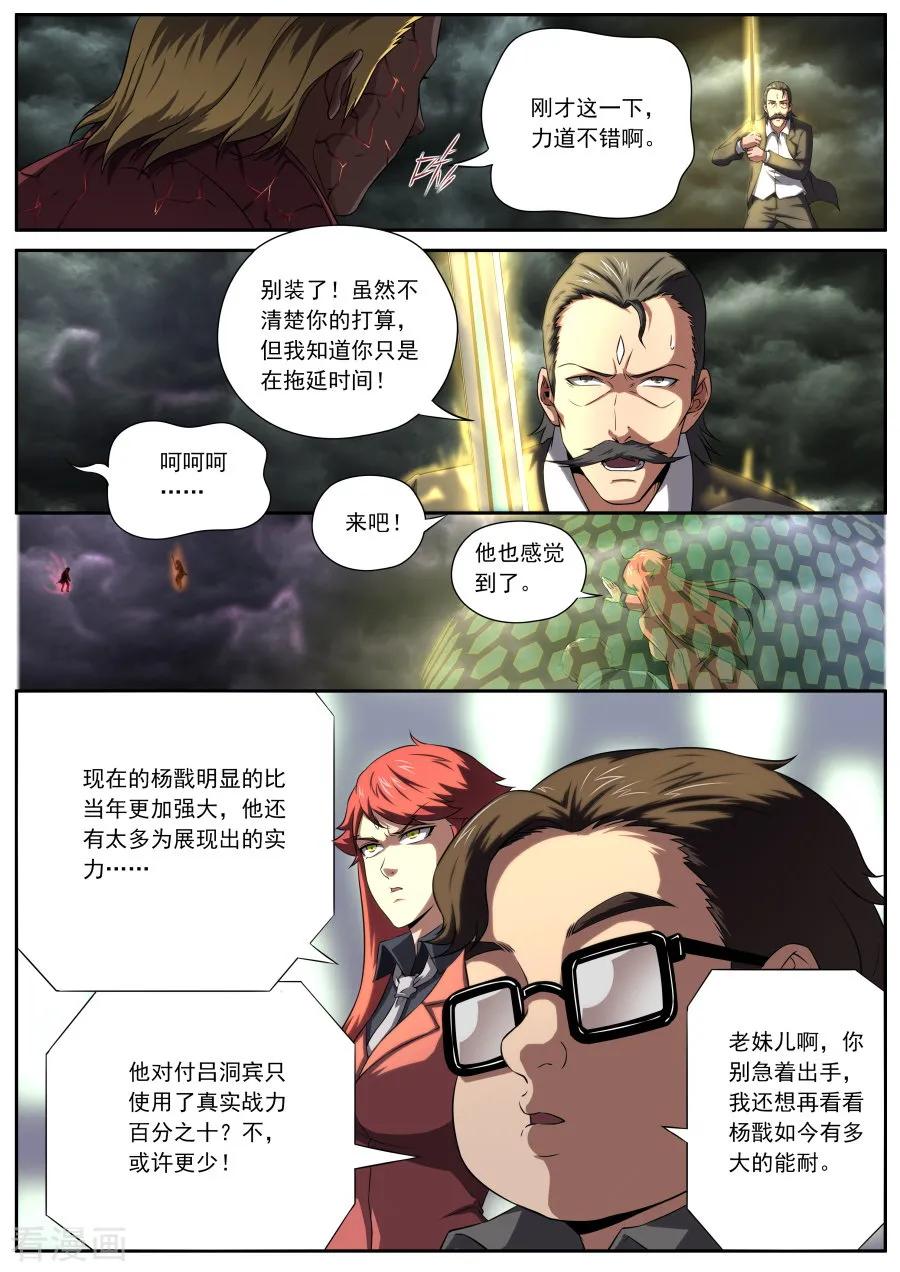 刚才这一下，
力道不错啊。
别装了！虽然不
清楚你的打算，
但我知道你只是
在拖延时间！
呵呵呵
……
来吧！
他也感觉
到了。
现在的杨戬明显的比
当年更加强大，他还
有太多为展现出的实
力……
他对付吕洞宾只
使用了真实战力
百分之十？不，
或许更少！
老妹儿啊，你
别急着出手，
我还想再看看
杨戬如今有多
大的能耐。
看漫画